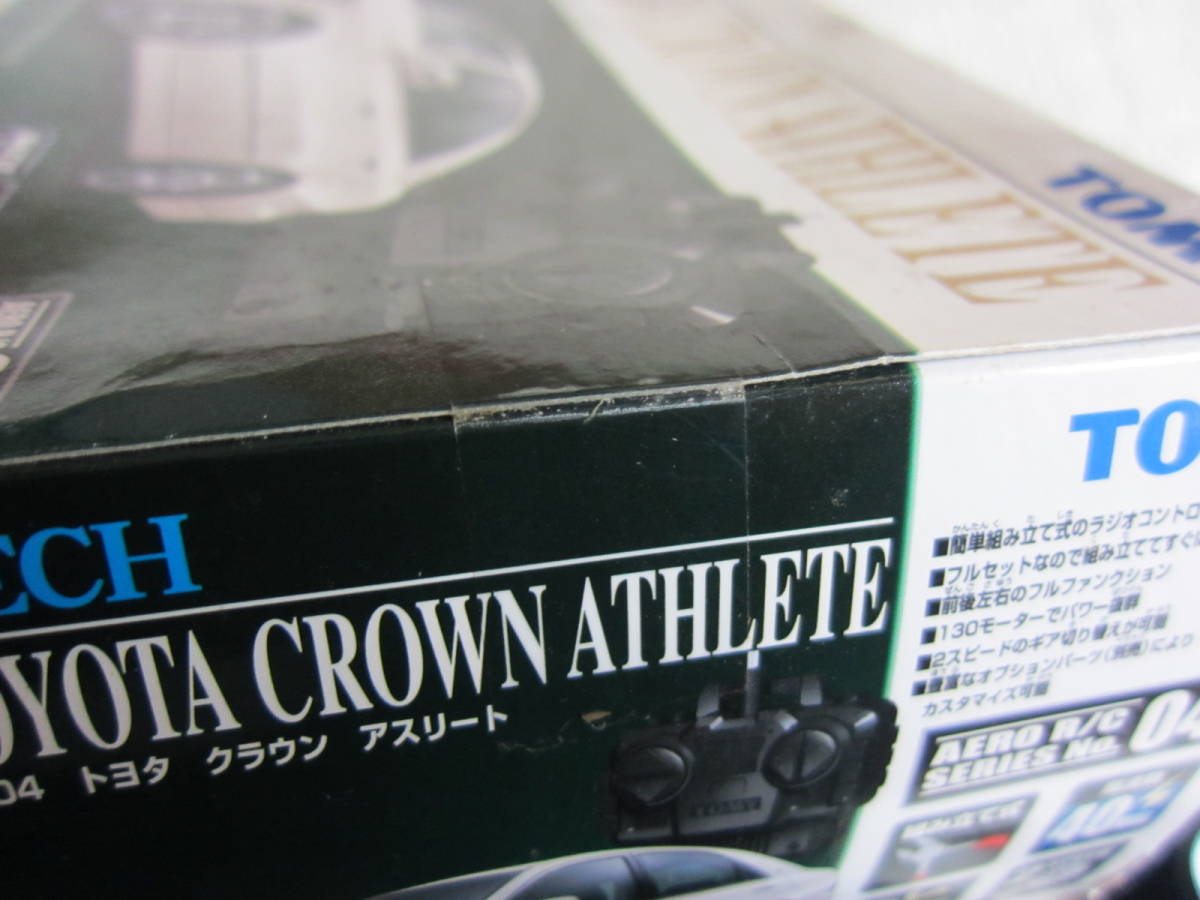 ATHLETE
TOM
ECH
OYOTA CROWN ATHLETE
04 トヨタ クラウン アスリート
TOMY
TO
■簡単組み立て式のラジオコントロ
■フルセットなので組み立ててすぐに
■前後左右のフルファンクション
■130モーターでパワー抜群
■2スピードのギア切り替えが可能
■豊富なオプションパーツ(別売)により
カスタマイズ可能
AERO R/C
SERIES No. 04